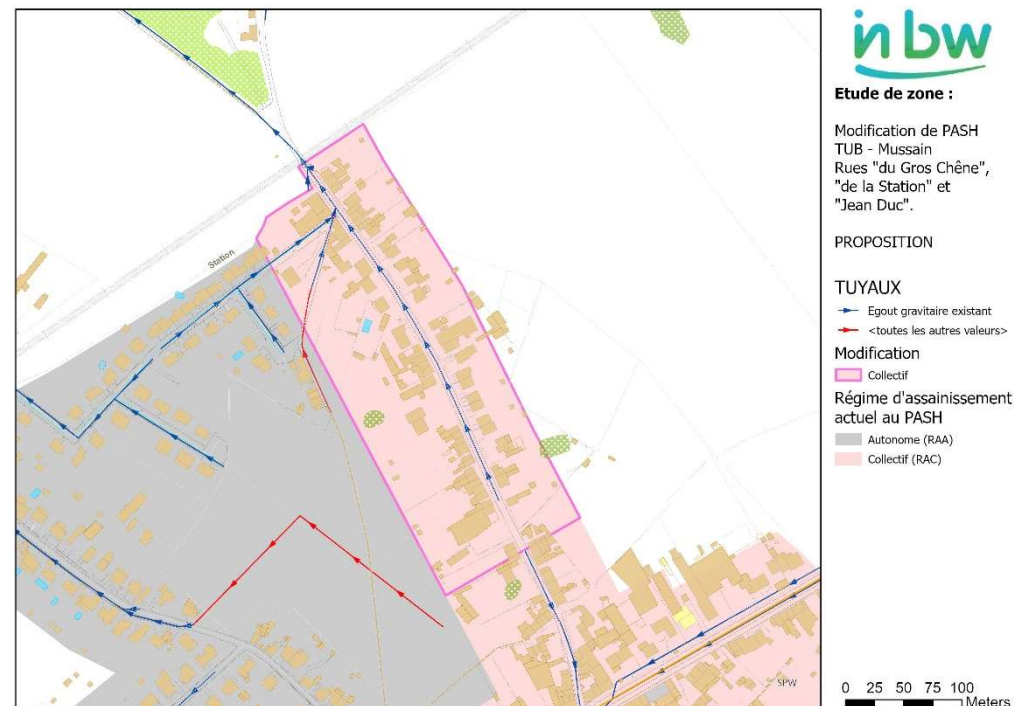 in bw
Etude de zone :
Modification de PASH
TUB - Mussain
Rues "du Gros Chêne",
"de la Station" et
"Jean Duc".
PROPOSITION
TUYAUX
Egout gravitaire existant
<toutes les autres valeurs>
Modification
Collectif
Régime d'assainissement
actuel au PASH
Autonome (RAA)
Collectif (RAC)
Station
SPW
0 25 50 75 100
Meters